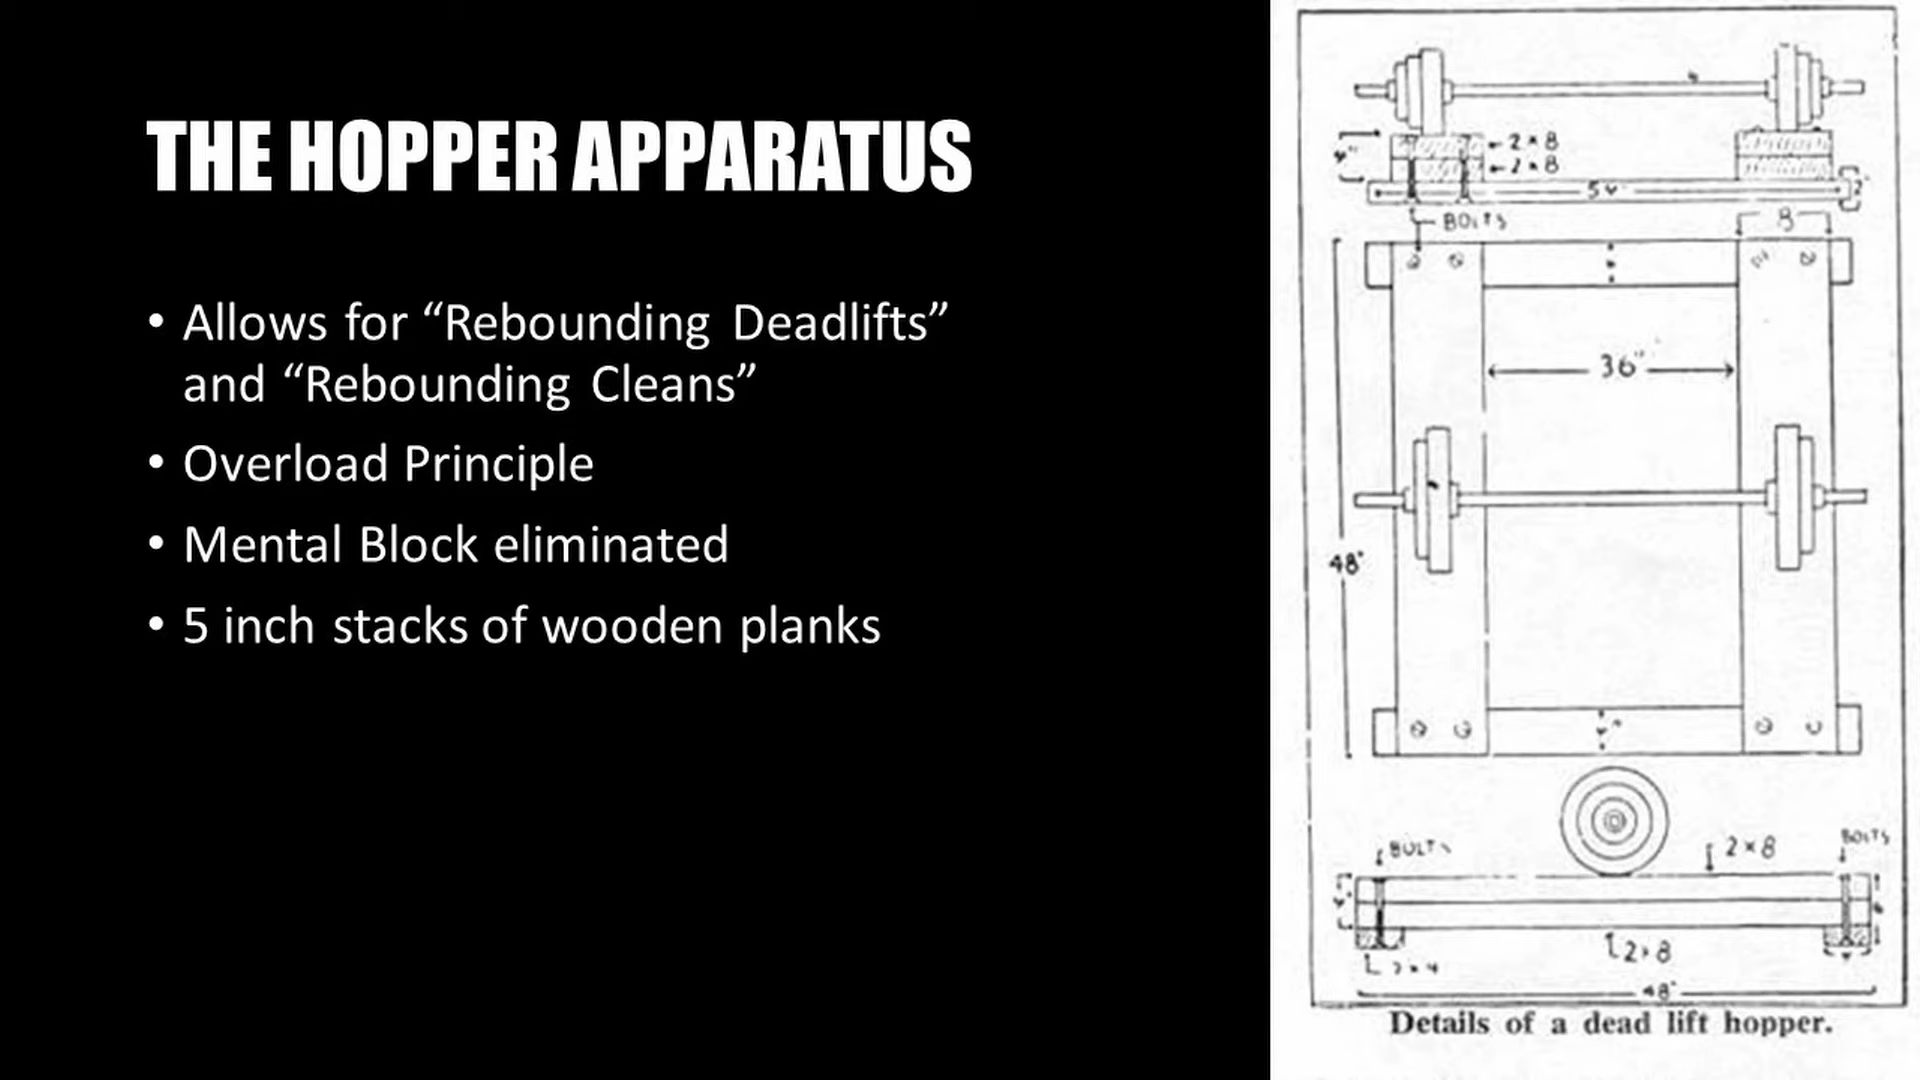 THE HOPPER APPARATUS
• Allows for “Rebounding Deadlifts”
and “Rebounding Cleans”
• Overload Principle
• Mental Block eliminated
• 5 inch stacks of wooden planks
2 × 8
2 × 8
BOLTS
8
36"
48"
BOLTS
2 × 8
BOLTS
2 × 8
48"
Details of a dead lift hopper.